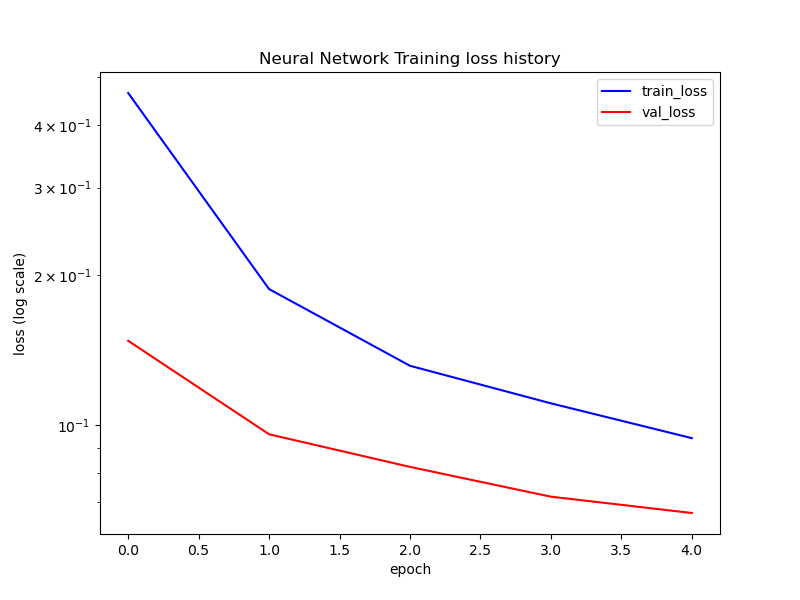 Neural Network Training loss history
train_loss
val_loss
4 × 10⁻¹
3 × 10⁻¹
2 × 10⁻¹
10⁻¹
loss (log scale)
0.0 0.5 1.0 1.5 2.0 2.5 3.0 3.5 4.0
epoch